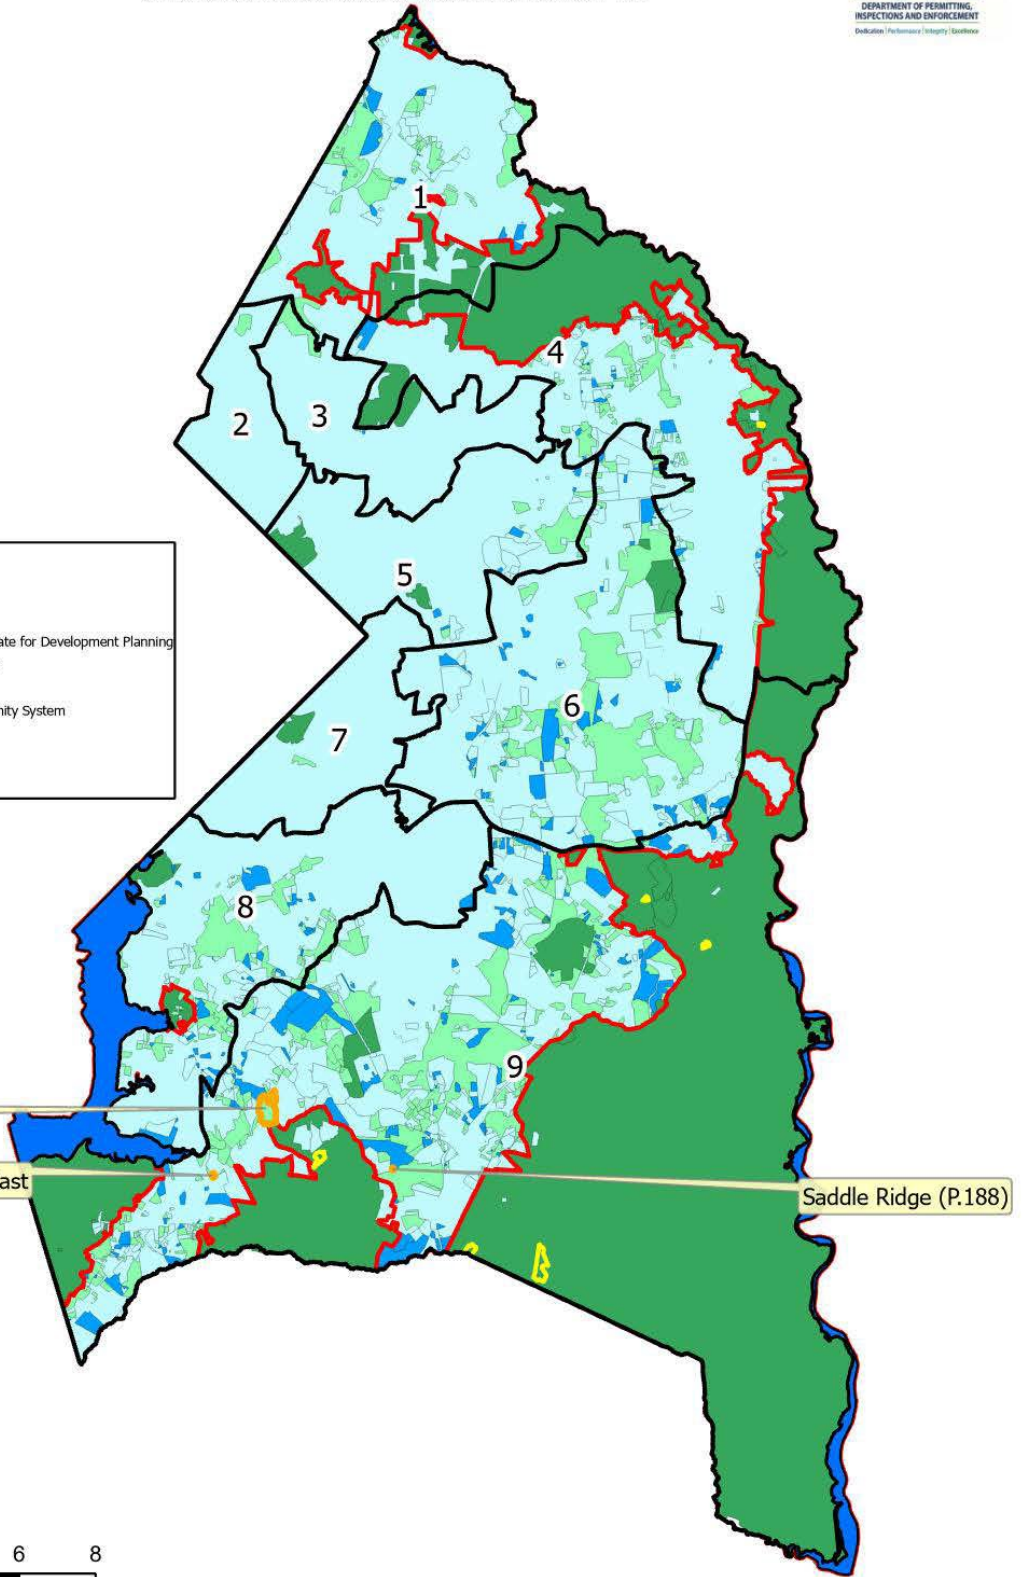 DEPARTMENT OF PERMITTING,
INSPECTIONS AND ENFORCEMENT
Dedication | Performance | Integrity | Excellence
1
4
3
2
5
ate for Development Planning
nity System
6
7
8
9
ast
Saddle Ridge (P.188)
6 8